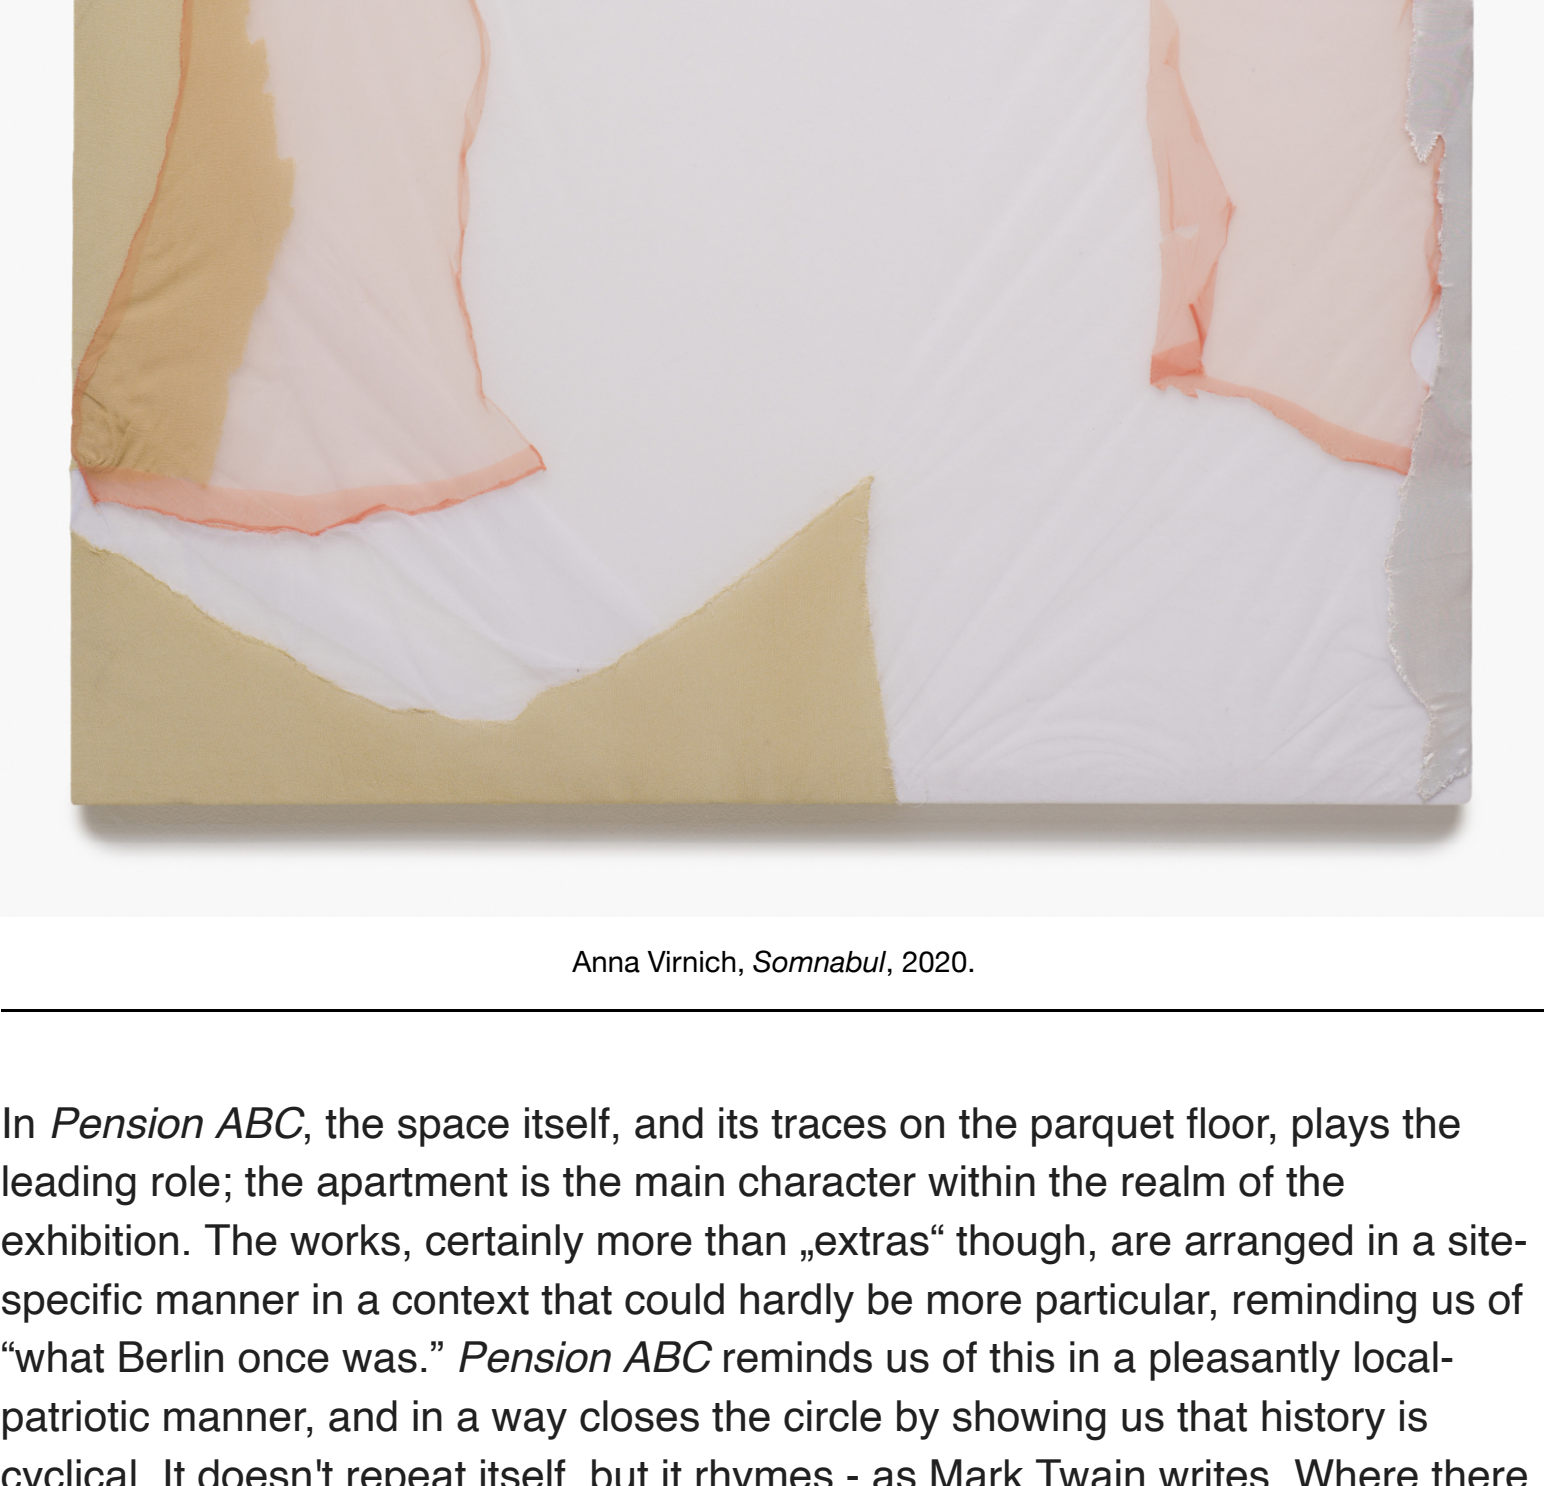 Anna Virnich, Somnabul, 2020.
In Pension ABC, the space itself, and its traces on the parquet floor, plays the
leading role; the apartment is the main character within the realm of the
exhibition. The works, certainly more than „extras“ though, are arranged in a site-
specific manner in a context that could hardly be more particular, reminding us of
“what Berlin once was.” Pension ABC reminds us of this in a pleasantly local-
patriotic manner, and in a way closes the circle by showing us that history is
cyclical. It doesn't repeat itself, but it rhymes - as Mark Twain writes. Where there